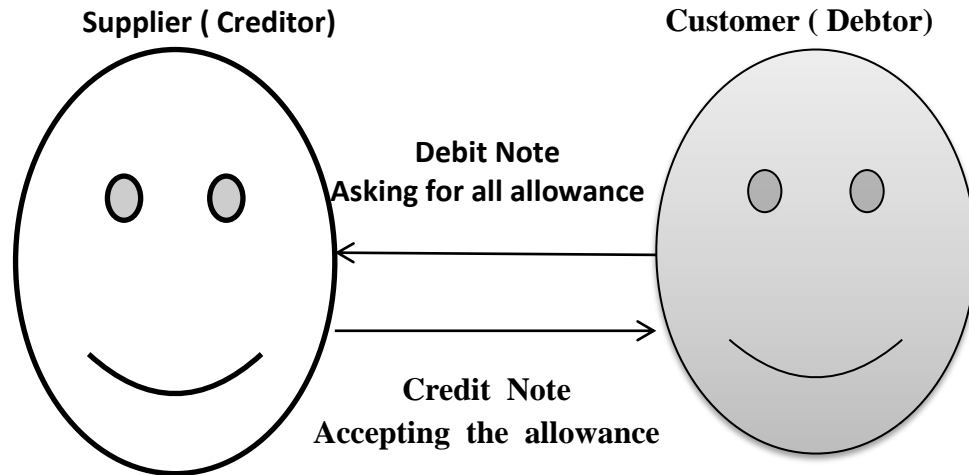 Supplier ( Creditor)
Customer ( Debtor)
Debit Note
Asking for all allowance
Credit Note
Accepting the allowance